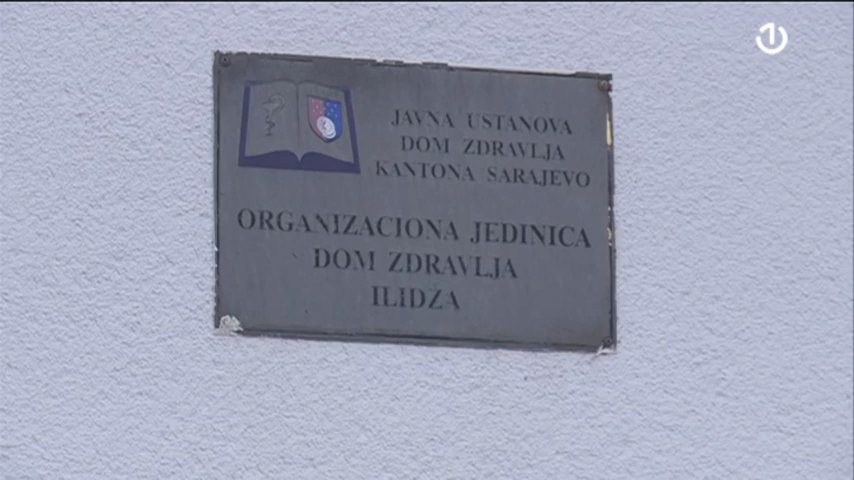 JAVNA USTANOVA
DOM ZDRAVLJA
KANTONA SARAJEVO
ORGANIZACIONA JEDINICA
DOM ZDRAVLJA
ILIDŽA